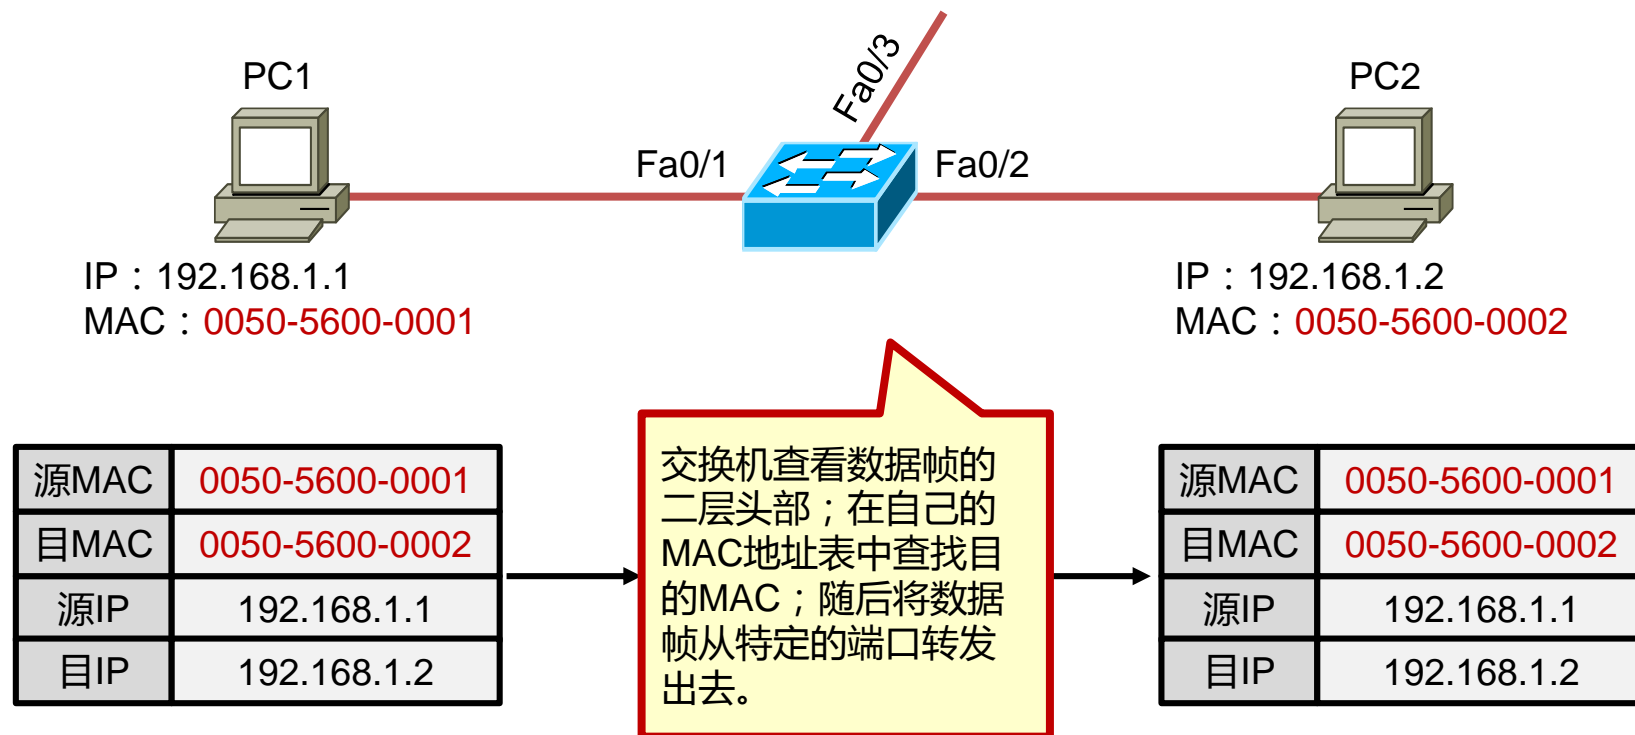 PC1
Fa0/3
PC2
Fa0/1
Fa0/2
IP：192.168.1.1
MAC：0050-5600-0001
IP：192.168.1.2
MAC：0050-5600-0002
源MAC 0050-5600-0001
目MAC 0050-5600-0002
源IP 192.168.1.1
目IP 192.168.1.2
交换机查看数据帧的
二层头部；在自己的
MAC地址表中查找目
的MAC；随后将数据
帧从特定的端口转发
出去。
源MAC 0050-5600-0001
目MAC 0050-5600-0002
源IP 192.168.1.1
目IP 192.168.1.2